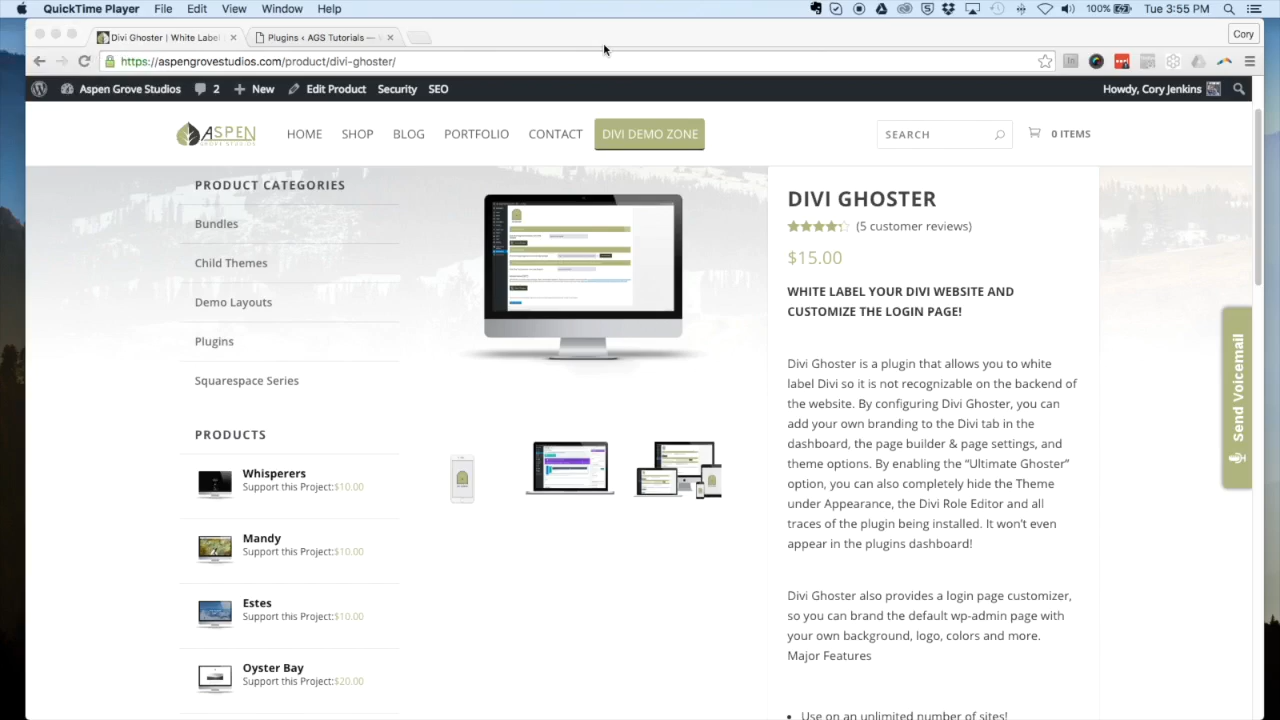 QuickTime Player File Edit View Window Help
100% Tue 3:55 PM
Divi Ghoster | White Label
Plugins ‹ AGS Tutorials —
Cory
https://aspengrovestudios.com/product/divi-ghoster/
Aspen Grove Studios 2 New Edit Product Security SEO
Howdy, Cory Jenkins
ASPEN
GROVE STUDIOS
HOME SHOP BLOG PORTFOLIO CONTACT DIVI DEMO ZONE
SEARCH
0 ITEMS
PRODUCT CATEGORIES
Bundles
Child Themes
Demo Layouts
Plugins
Squarespace Series
PRODUCTS
Whisperers
Support this Project:$10.00
Mandy
Support this Project:$10.00
Estes
Support this Project:$10.00
Oyster Bay
Support this Project:$20.00
DIVI GHOSTER
(5 customer reviews)
$15.00
WHITE LABEL YOUR DIVI WEBSITE AND
CUSTOMIZE THE LOGIN PAGE!
Divi Ghoster is a plugin that allows you to white
label Divi so it is not recognizable on the backend of
the website. By configuring Divi Ghoster, you can
add your own branding to the Divi tab in the
dashboard, the page builder & page settings, and
theme options. By enabling the “Ultimate Ghoster”
option, you can also completely hide the Theme
under Appearance, the Divi Role Editor and all
traces of the plugin being installed. It won’t even
appear in the plugins dashboard!
Divi Ghoster also provides a login page customizer,
so you can brand the default wp-admin page with
your own background, logo, colors and more.
Major Features
• Use on an unlimited number of sites!
Send Voicemail